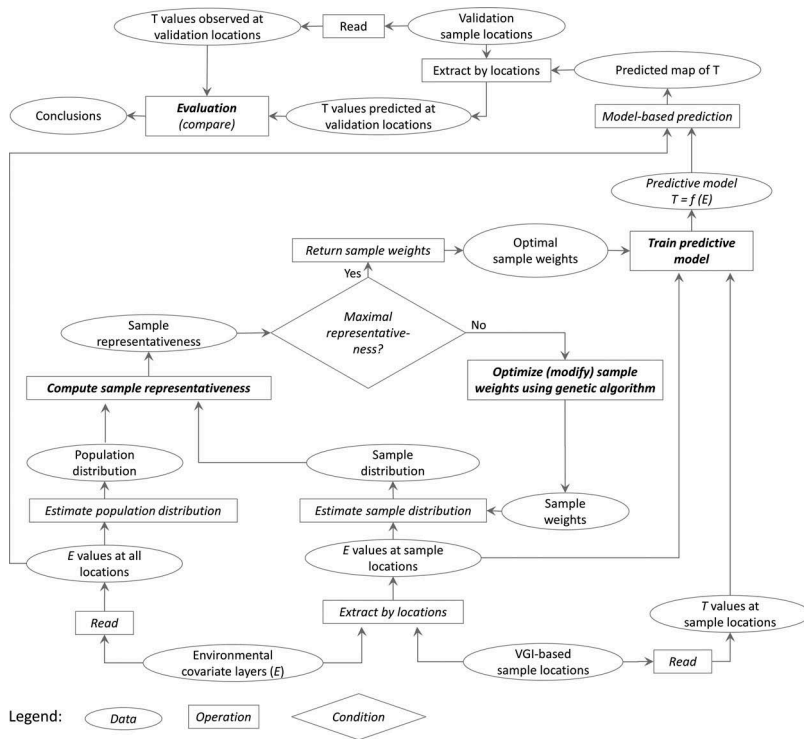 T values observed at
validation locations
Read
Validation
sample locations
Extract by locations
Predicted map of T
Conclusions
Evaluation
(compare)
T values predicted at
validation locations
Model-based prediction
Predictive model
T = f (E)
Return sample weights
Optimal
sample weights
Train predictive
model
Yes
Sample
representativeness
Maximal
representative-
ness?
No
Compute sample representativeness
Optimize (modify) sample
weights using genetic algorithm
Population
distribution
Sample
distribution
Estimate population distribution
Estimate sample distribution
Sample
weights
E values at all
locations
E values at sample
locations
Read
Extract by locations
T values at
sample locations
Environmental
covariate layers (E)
VGI-based
sample locations
Read
Legend:
Data
Operation
Condition